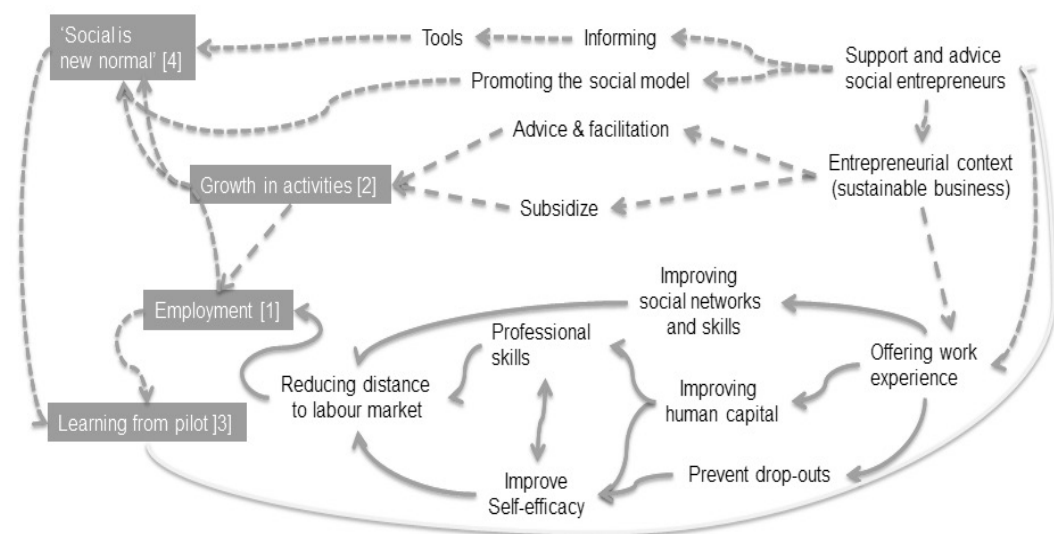 ‘Social is
new normal’ [4]
Tools
Informing
Support and advice
social entrepreneurs
Promoting the social model
Advice & facilitation
Entrepreneurial context
(sustainable business)
Growth in activities [2]
Subsidize
Improving
social networks
and skills
Employment [1]
Professional
skills
Offering work
experience
Reducing distance
to labour market
Improving
human capital
Learning from pilot ]3]
Prevent drop-outs
Improve
Self-efficacy